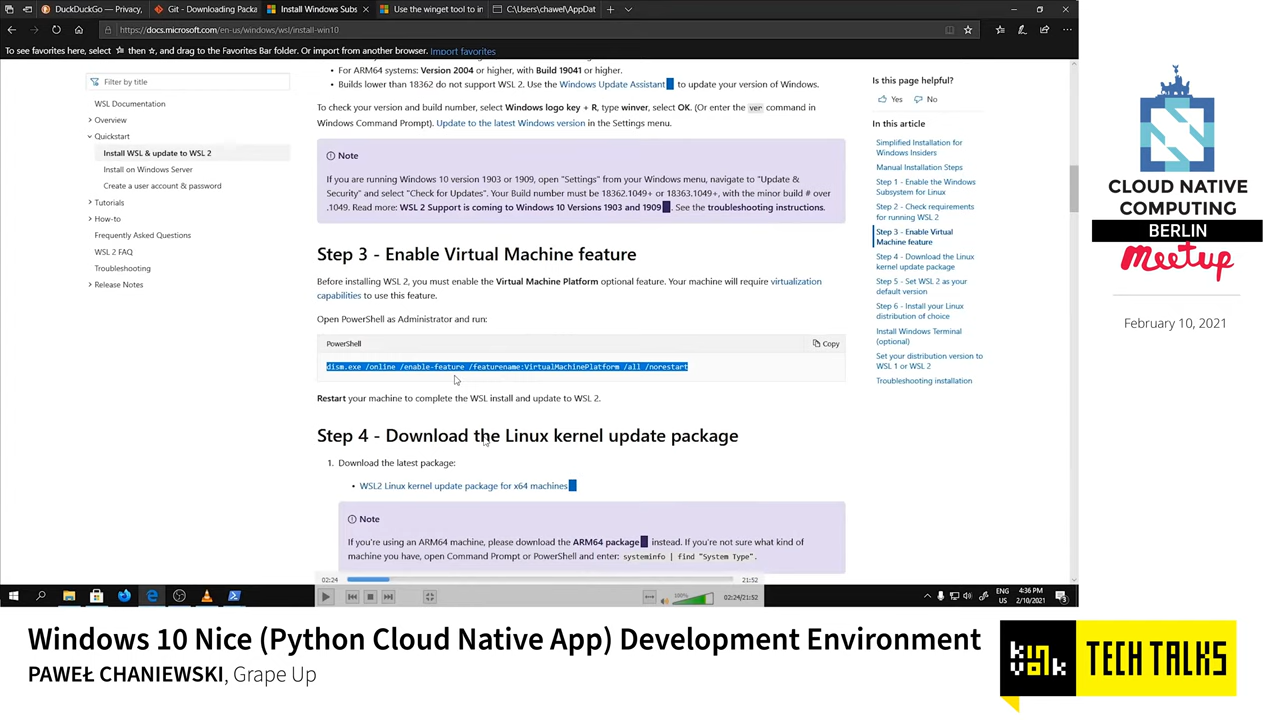 DuckDuckGo — Privacy,
Git - Downloading Packa
Install Windows Subs
Use the winget tool to in
C:\Users\chawel\AppDat
https://docs.microsoft.com/en-us/windows/wsl/install-win10
To see favorites here, select ☆ then ☆, and drag to the Favorites Bar folder. Or import from another browser. Import favorites
Filter by title
WSL Documentation
Overview
Quickstart
Install WSL & update to WSL 2
Install on Windows Server
Create a user account & password
Tutorials
How-to
Frequently Asked Questions
WSL 2 FAQ
Troubleshooting
Release Notes
• For ARM64 systems: Version 2004 or higher, with Build 19041 or higher.
• Builds lower than 18362 do not support WSL 2. Use the Windows Update Assistant to update your version of Windows.
To check your version and build number, select Windows logo key + R, type winver, select OK. (Or enter the ver command in
Windows Command Prompt). Update to the latest Windows version in the Settings menu.
Note
If you are running Windows 10 version 1903 or 1909, open "Settings" from your Windows menu, navigate to "Update &
Security" and select "Check for Updates". Your Build number must be 18362.1049+ or 18363.1049+, with the minor build # over
.1049. Read more: WSL 2 Support is coming to Windows 10 Versions 1903 and 1909. See the troubleshooting instructions.
Step 3 - Enable Virtual Machine feature
Before installing WSL 2, you must enable the Virtual Machine Platform optional feature. Your machine will require virtualization
capabilities to use this feature.
Open PowerShell as Administrator and run:
PowerShell
Copy
dism.exe /online /enable-feature /featurename:VirtualMachinePlatform /all /norestart
Restart your machine to complete the WSL install and update to WSL 2.
Step 4 - Download the Linux kernel update package
1. Download the latest package:
• WSL2 Linux kernel update package for x64 machines
Note
If you're using an ARM64 machine, please download the ARM64 package instead. If you're not sure what kind of
machine you have, open Command Prompt or PowerShell and enter: systeminfo | find "System Type".
Is this page helpful?
Yes
No
In this article
Simplified Installation for
Windows Insiders
Manual Installation Steps
Step 1 - Enable the Windows
Subsystem for Linux
Step 2 - Check requirements
for running WSL 2
Step 3 - Enable Virtual
Machine feature
Step 4 - Download the Linux
kernel update package
Step 5 - Set WSL 2 as your
default version
Step 6 - Install your Linux
distribution of choice
Install Windows Terminal
(optional)
Set your distribution version to
WSL 1 or WSL 2
Troubleshooting installation
02:24
21:52
100%
02:24/21:52
ENG
US
4:36 PM
2/10/2021
3
CLOUD NATIVE
COMPUTING
BERLIN
meetup
February 10, 2021
Windows 10 Nice (Python Cloud Native App) Development Environment
PAWEŁ CHANIEWSKI, Grape Up
kinvolk
TECH TALKS